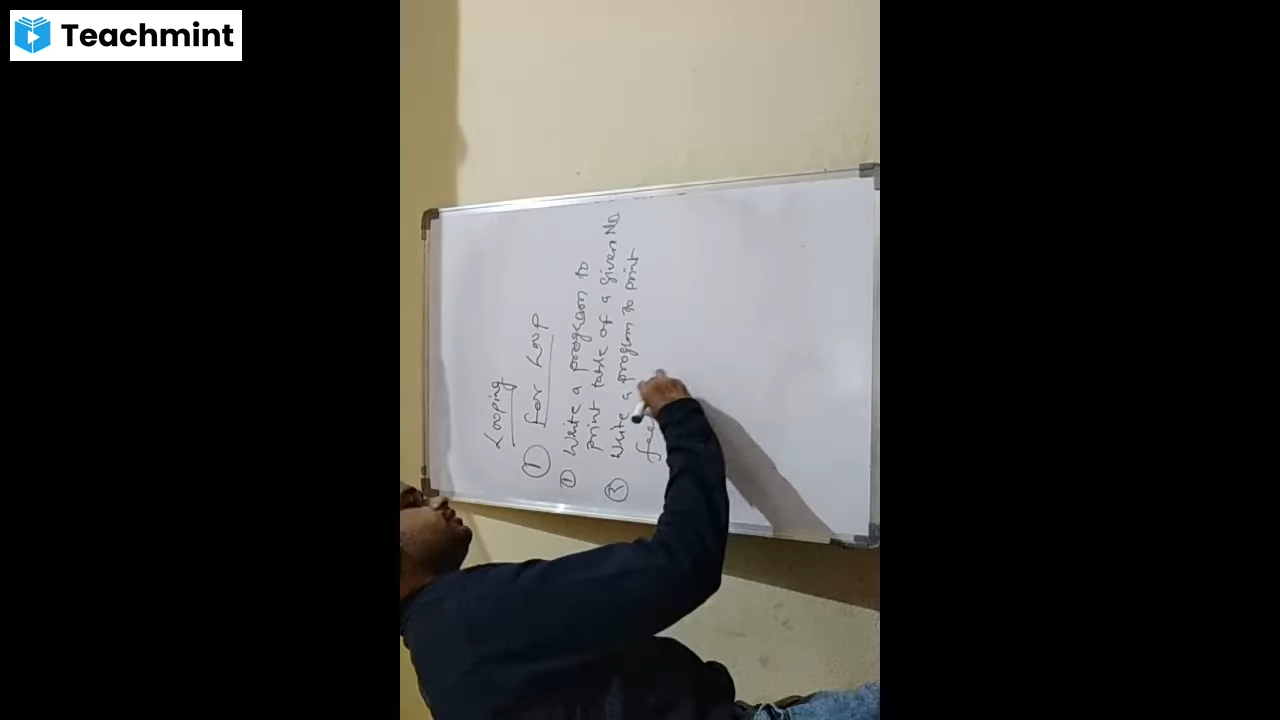 Teachmint
Looping
① for Loop
① Write a program to
print table of a given No
② Write a program to print